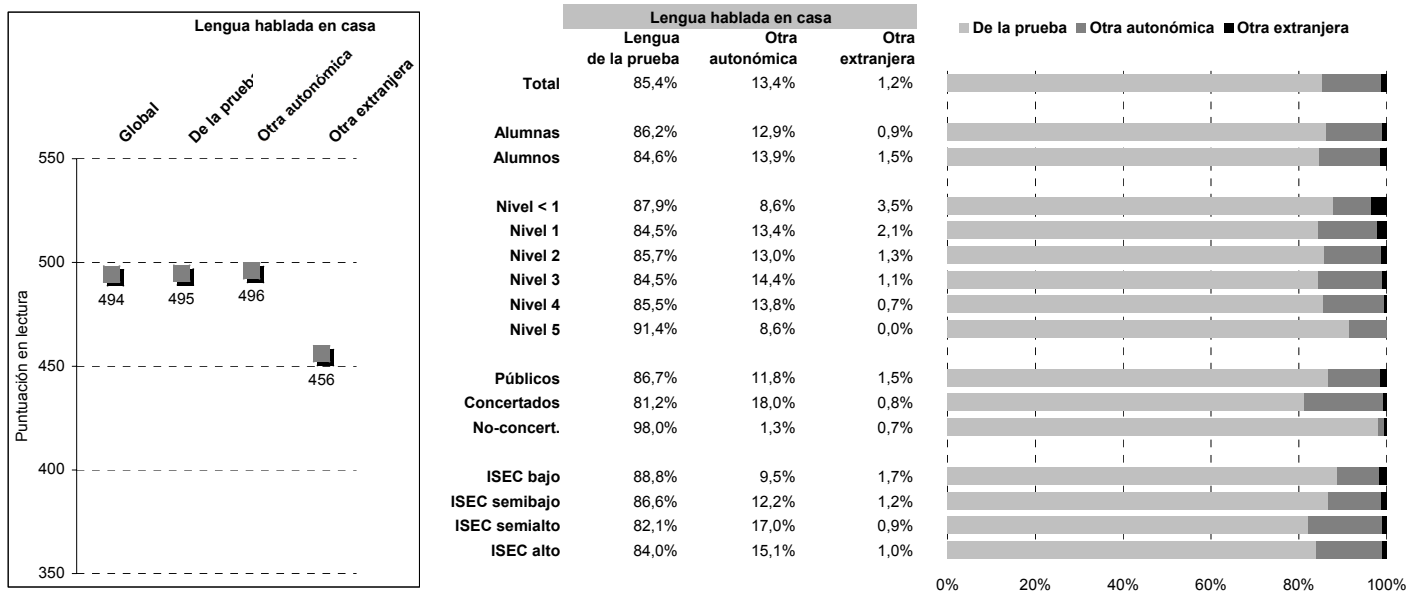 Lengua hablada en casa
Global
De la prueb
Otra autonómica
Otra extranjera
Puntuación en lectura
550
500
450
400
350
494
495
496
456
Lengua hablada en casa
Lengua de la prueba Otra autonómica Otra extranjera
Total 85,4% 13,4% 1,2%
Alumnas 86,2% 12,9% 0,9%
Alumnos 84,6% 13,9% 1,5%
Nivel < 1 87,9% 8,6% 3,5%
Nivel 1 84,5% 13,4% 2,1%
Nivel 2 85,7% 13,0% 1,3%
Nivel 3 84,5% 14,4% 1,1%
Nivel 4 85,5% 13,8% 0,7%
Nivel 5 91,4% 8,6% 0,0%
Públicos 86,7% 11,8% 1,5%
Concertados 81,2% 18,0% 0,8%
No-concert. 98,0% 1,3% 0,7%
ISEC bajo 88,8% 9,5% 1,7%
ISEC semibajo 86,6% 12,2% 1,2%
ISEC semialto 82,1% 17,0% 0,9%
ISEC alto 84,0% 15,1% 1,0%
De la prueba Otra autonómica Otra extranjera
0% 20% 40% 60% 80% 100%